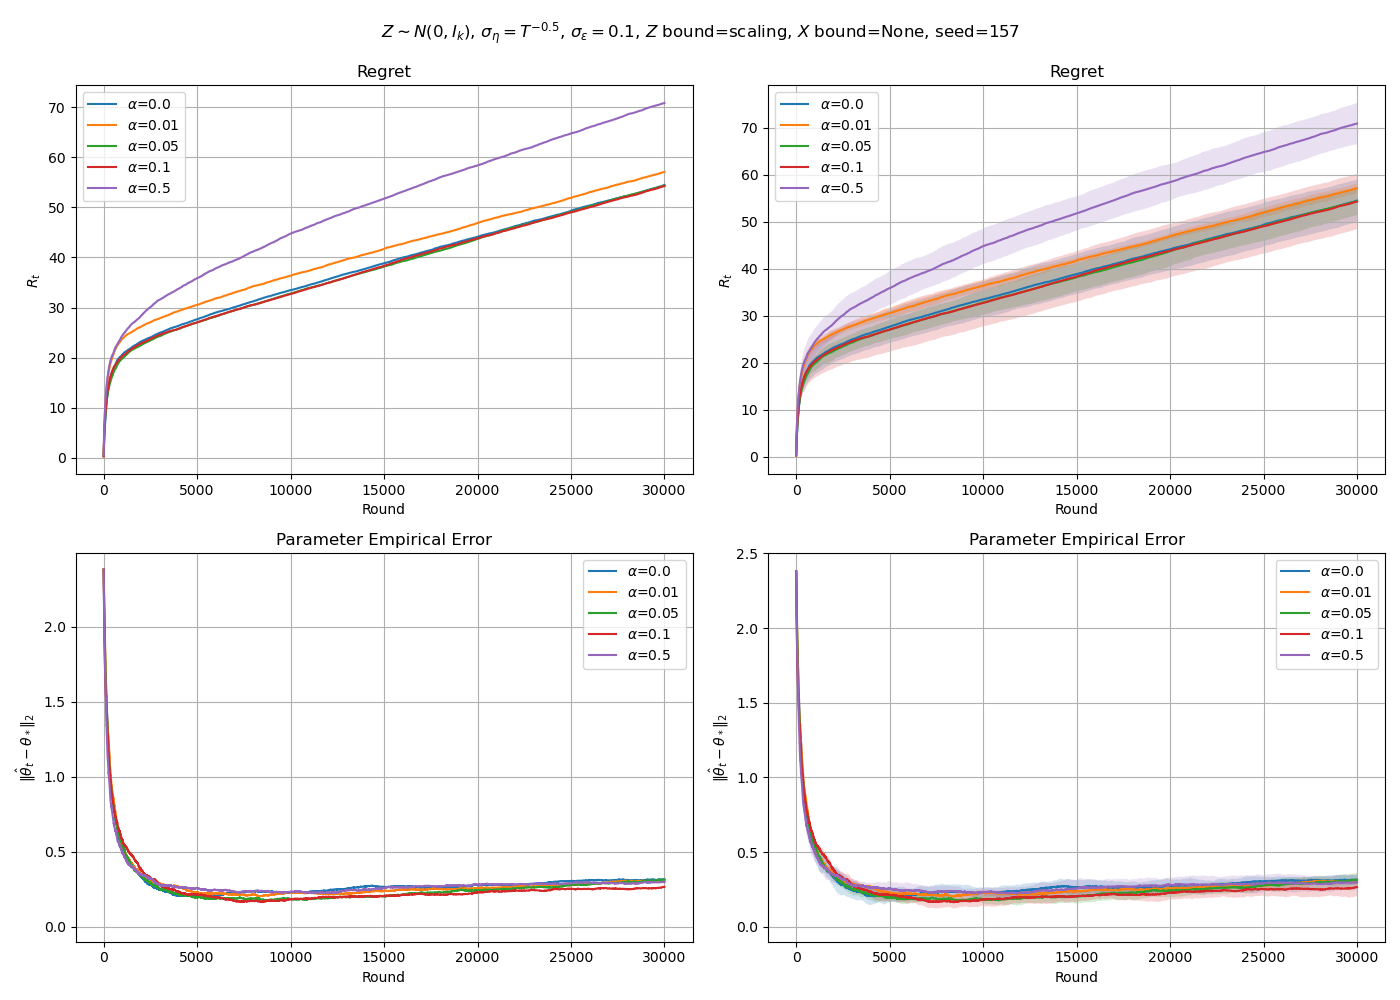 Z ∼ N(0, I_k), σ_η = T^{−0.5}, σ_ε = 0.1, Z bound=scaling, X bound=None, seed=157
Regret
R_t
70
60
50
40
30
20
10
0
α=0.0
α=0.01
α=0.05
α=0.1
α=0.5
0 5000 10000 15000 20000 25000 30000
Round
Regret
R_t
70
60
50
40
30
20
10
0
α=0.0
α=0.01
α=0.05
α=0.1
α=0.5
0 5000 10000 15000 20000 25000 30000
Round
Parameter Empirical Error
‖θ̂_t − θ_*‖_2
2.0
1.5
1.0
0.5
0.0
α=0.0
α=0.01
α=0.05
α=0.1
α=0.5
0 5000 10000 15000 20000 25000 30000
Round
Parameter Empirical Error
‖θ̂_t − θ_*‖_2
2.5
2.0
1.5
1.0
0.5
0.0
α=0.0
α=0.01
α=0.05
α=0.1
α=0.5
0 5000 10000 15000 20000 25000 30000
Round